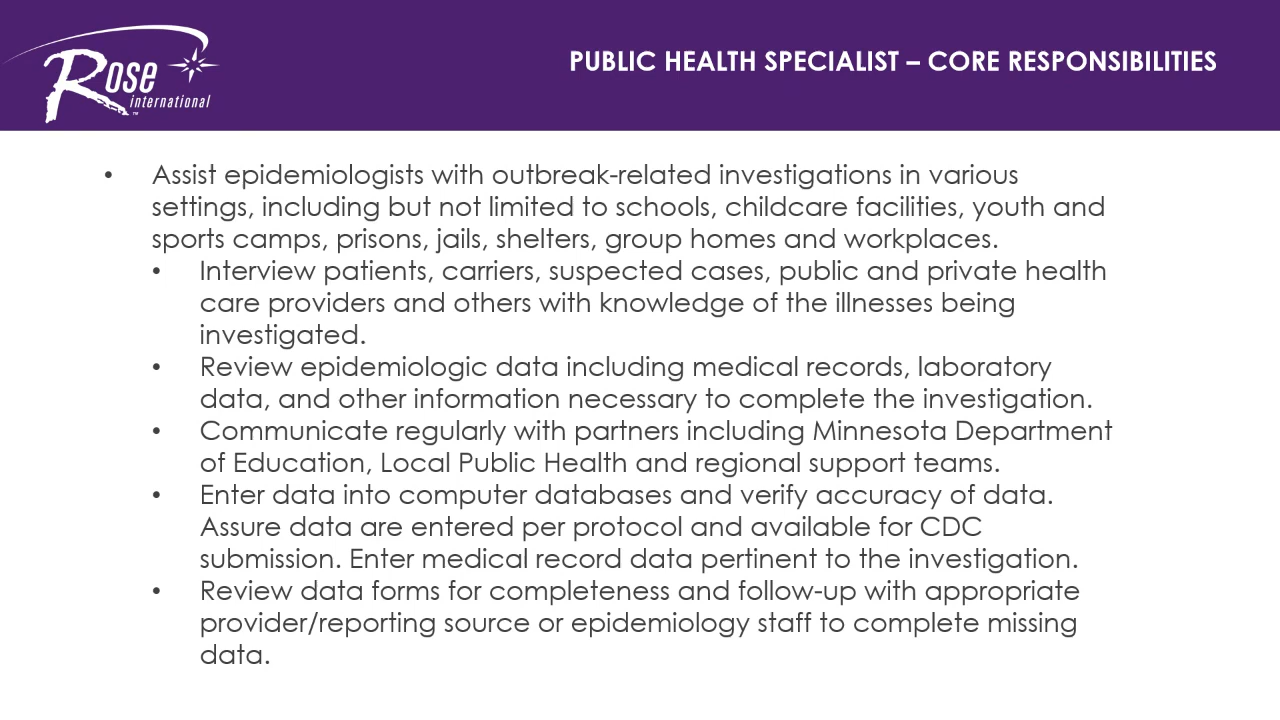 Rose
international
™
PUBLIC HEALTH SPECIALIST – CORE RESPONSIBILITIES
• Assist epidemiologists with outbreak-related investigations in various
settings, including but not limited to schools, childcare facilities, youth and
sports camps, prisons, jails, shelters, group homes and workplaces.
• Interview patients, carriers, suspected cases, public and private health
care providers and others with knowledge of the illnesses being
investigated.
• Review epidemiologic data including medical records, laboratory
data, and other information necessary to complete the investigation.
• Communicate regularly with partners including Minnesota Department
of Education, Local Public Health and regional support teams.
• Enter data into computer databases and verify accuracy of data.
Assure data are entered per protocol and available for CDC
submission. Enter medical record data pertinent to the investigation.
• Review data forms for completeness and follow-up with appropriate
provider/reporting source or epidemiology staff to complete missing
data.